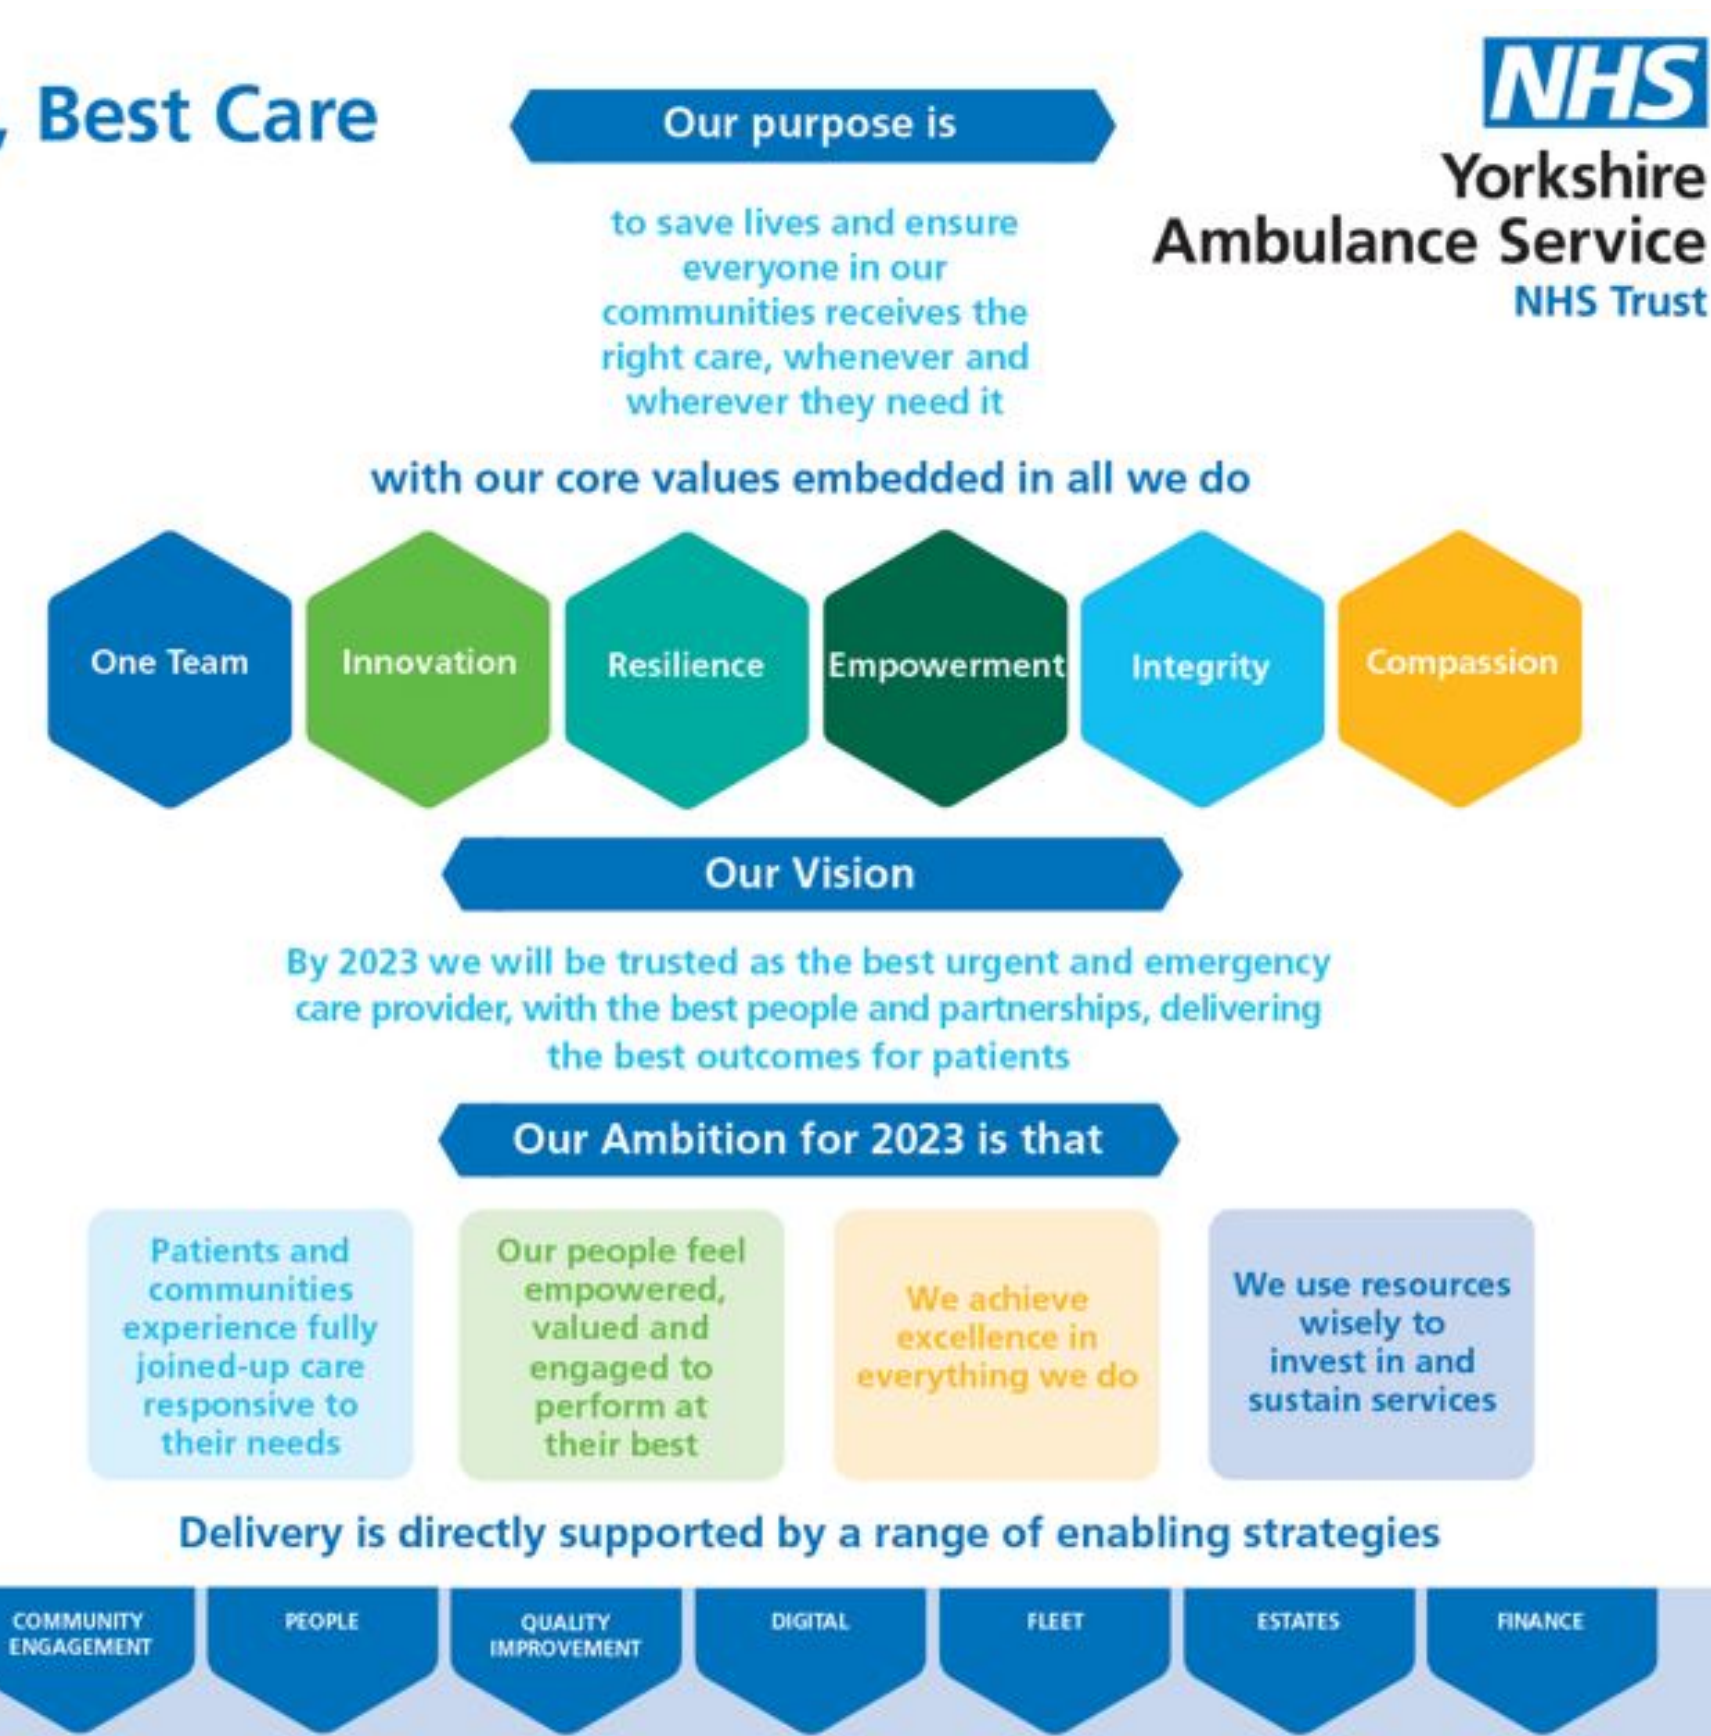 , Best Care
NHS
Yorkshire
Ambulance Service
NHS Trust
Our purpose is
to save lives and ensure
everyone in our
communities receives the
right care, whenever and
wherever they need it
with our core values embedded in all we do
One Team
Innovation
Resilience
Empowerment
Integrity
Compassion
Our Vision
By 2023 we will be trusted as the best urgent and emergency
care provider, with the best people and partnerships, delivering
the best outcomes for patients
Our Ambition for 2023 is that
Patients and
communities
experience fully
joined-up care
responsive to
their needs
Our people feel
empowered,
valued and
engaged to
perform at
their best
We achieve
excellence in
everything we do
We use resources
wisely to
invest in and
sustain services
Delivery is directly supported by a range of enabling strategies
COMMUNITY
ENGAGEMENT
PEOPLE
QUALITY
IMPROVEMENT
DIGITAL
FLEET
ESTATES
FINANCE